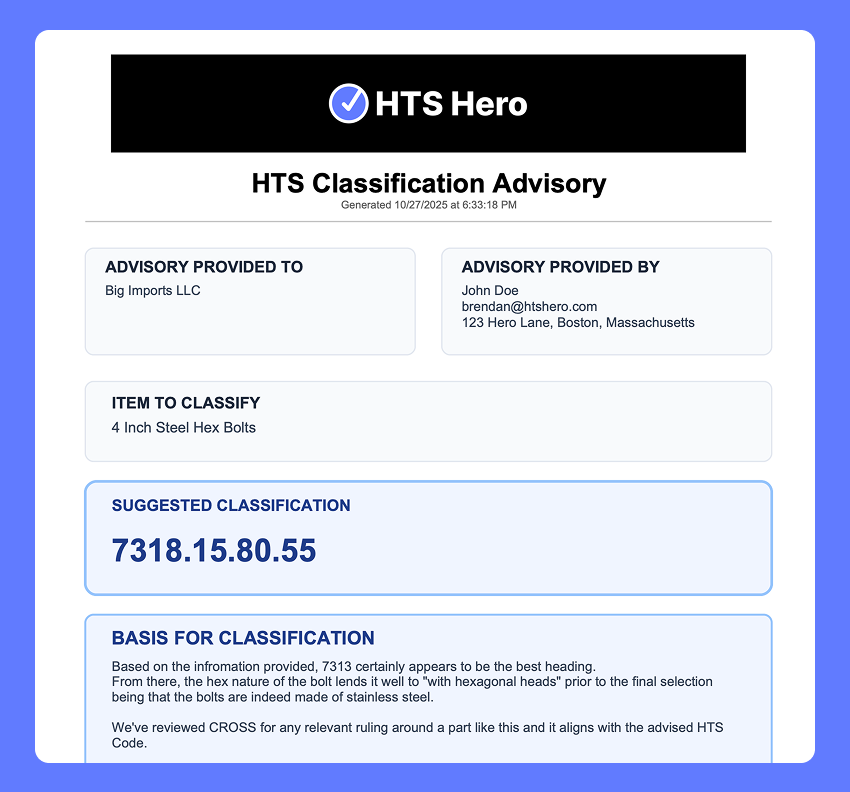 HTS Hero
HTS Classification Advisory
Generated 10/27/2025 at 6:33:18 PM
ADVISORY PROVIDED TO
Big Imports LLC
ADVISORY PROVIDED BY
John Doe
brendan@htshero.com
123 Hero Lane, Boston, Massachusetts
ITEM TO CLASSIFY
4 Inch Steel Hex Bolts
SUGGESTED CLASSIFICATION
7318.15.80.55
BASIS FOR CLASSIFICATION
Based on the infromation provided, 7313 certainly appears to be the best heading.
From there, the hex nature of the bolt lends it well to "with hexagonal heads" prior to the final selection
being that the bolts are indeed made of stainless steel.
We've reviewed CROSS for any relevant ruling around a part like this and it aligns with the advised HTS
Code.